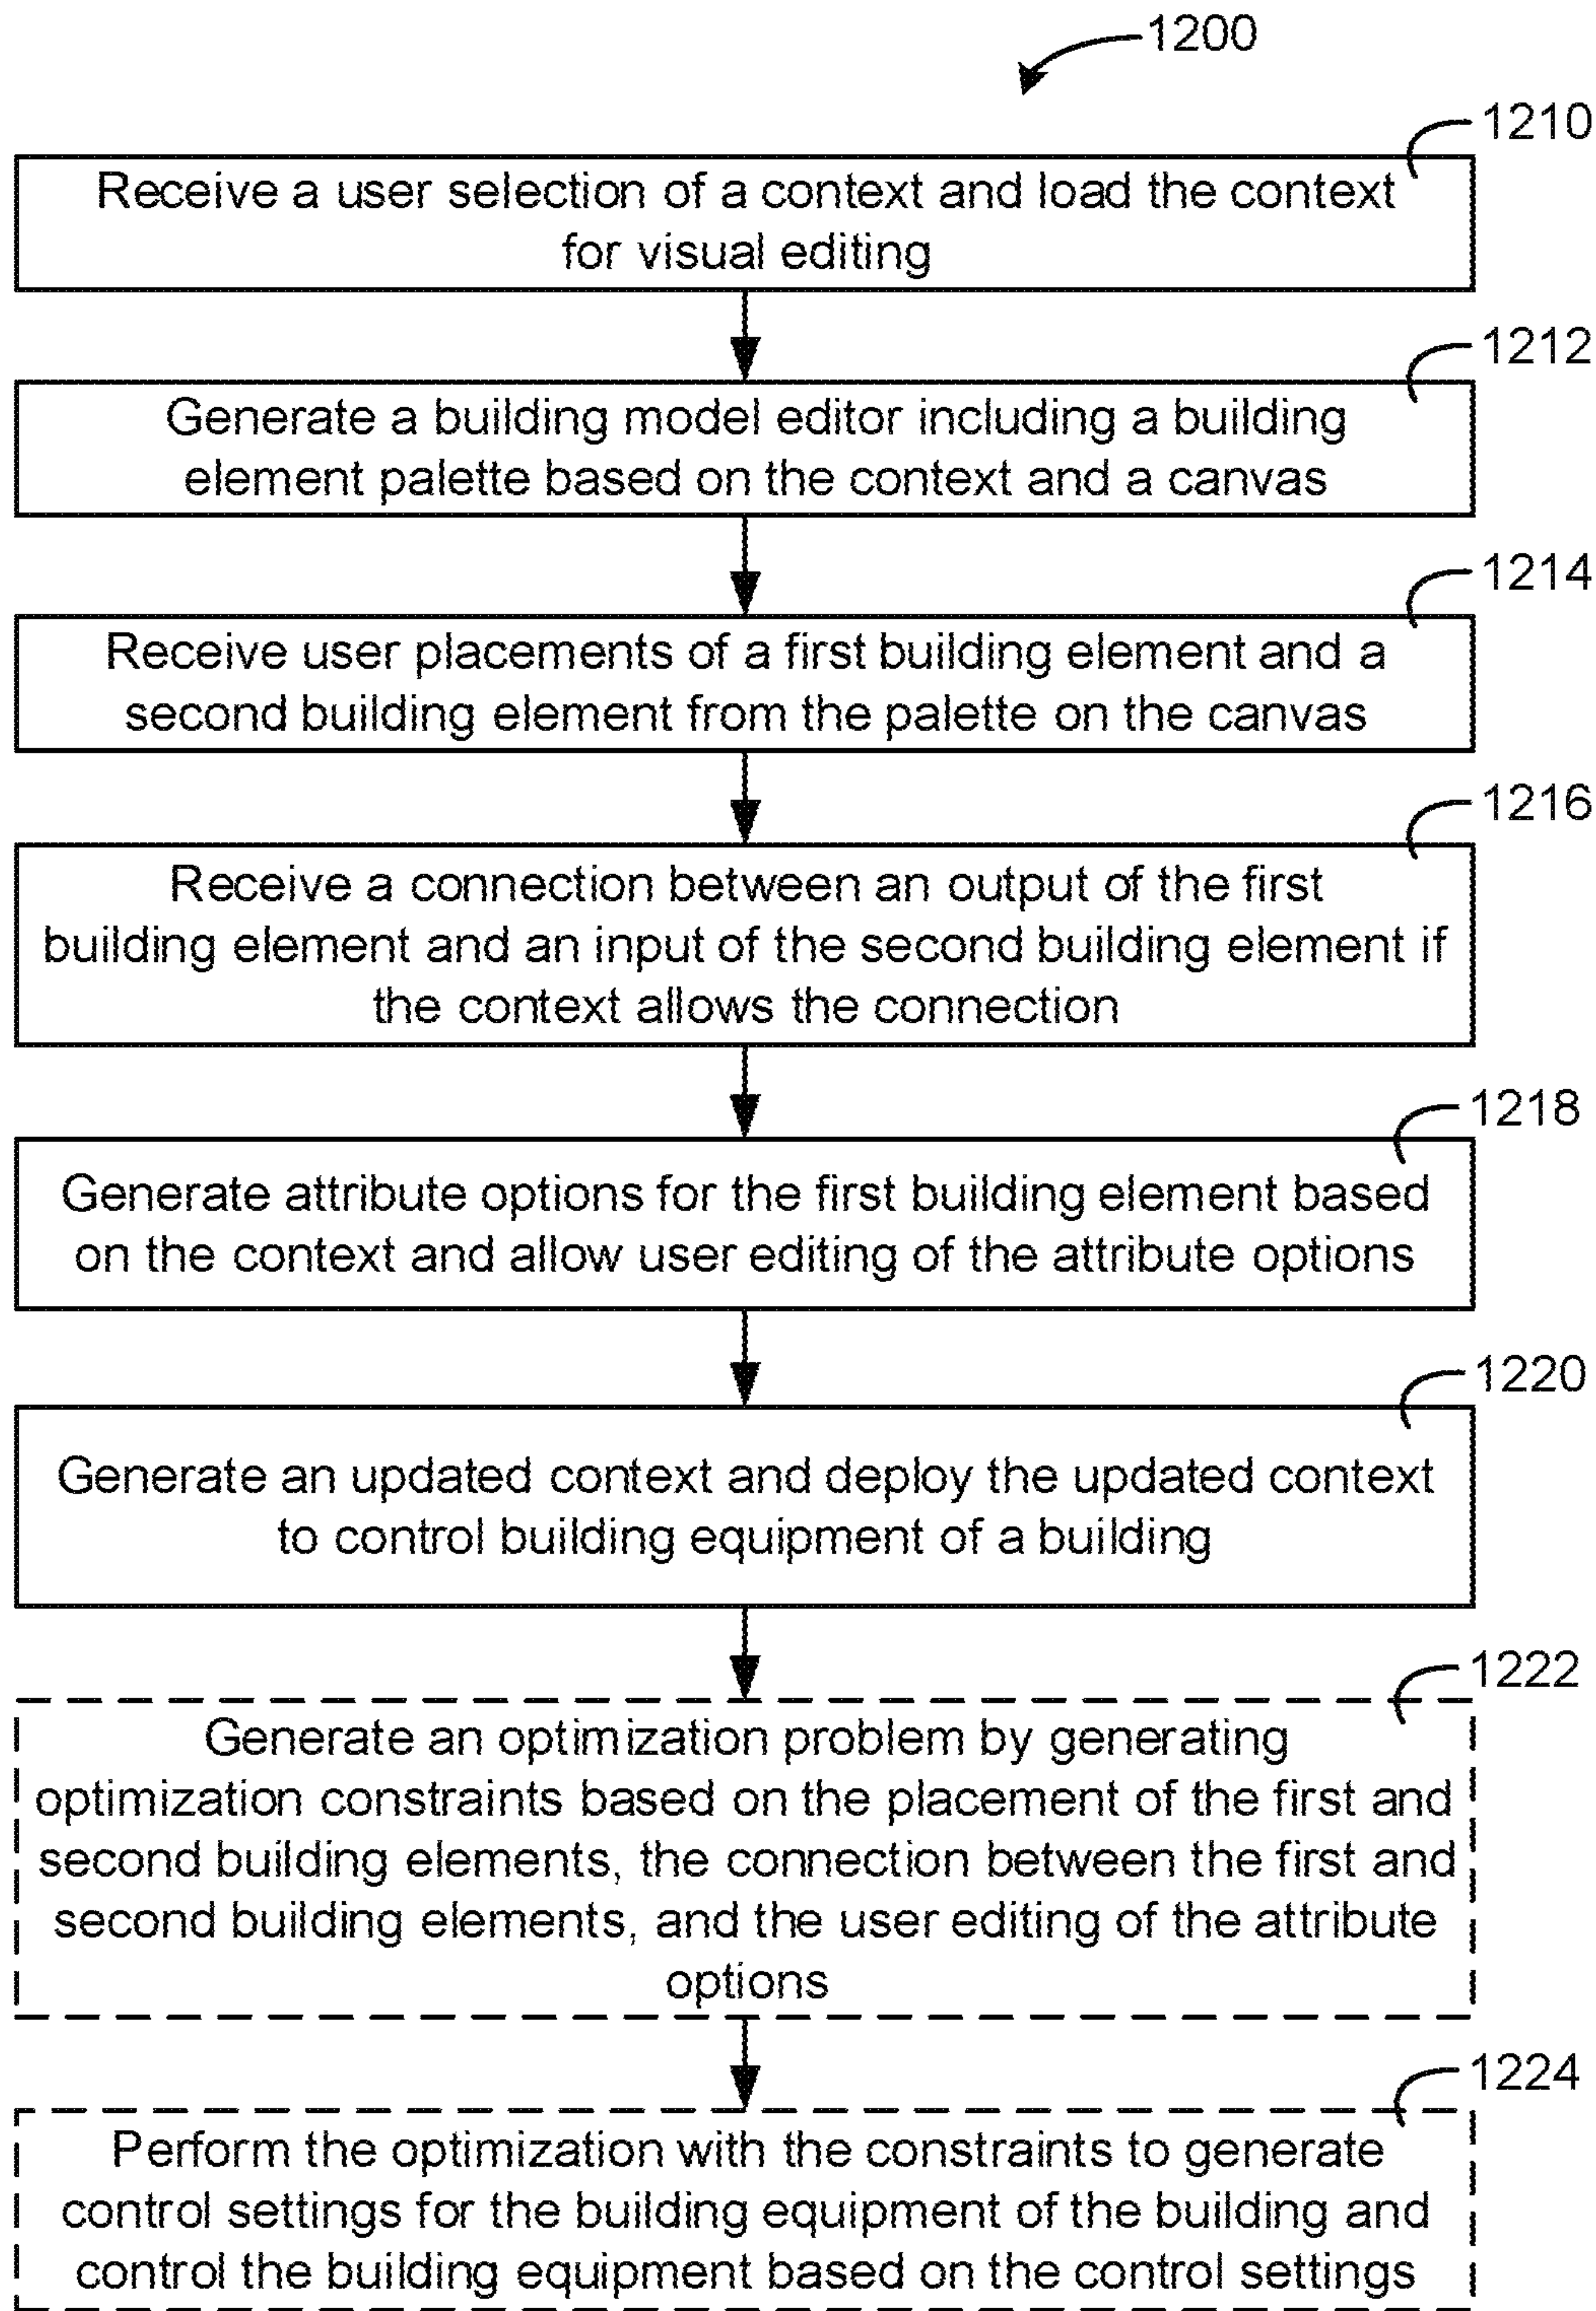 1200
1210
Receive a user selection of a context and load the context
for visual editing
1212
Generate a building model editor including a building
element palette based on the context and a canvas
1214
Receive user placements of a first building element and a
second building element from the palette on the canvas
1216
Receive a connection between an output of the first
building element and an input of the second building element if
the context allows the connection
1218
Generate attribute options for the first building element based
on the context and allow user editing of the attribute options
1220
Generate an updated context and deploy the updated context
to control building equipment of a building
1222
Generate an optimization problem by generating
optimization constraints based on the placement of the first and
second building elements, the connection between the first and
second building elements, and the user editing of the attribute
options
1224
Perform the optimization with the constraints to generate
control settings for the building equipment of the building and
control the building equipment based on the control settings